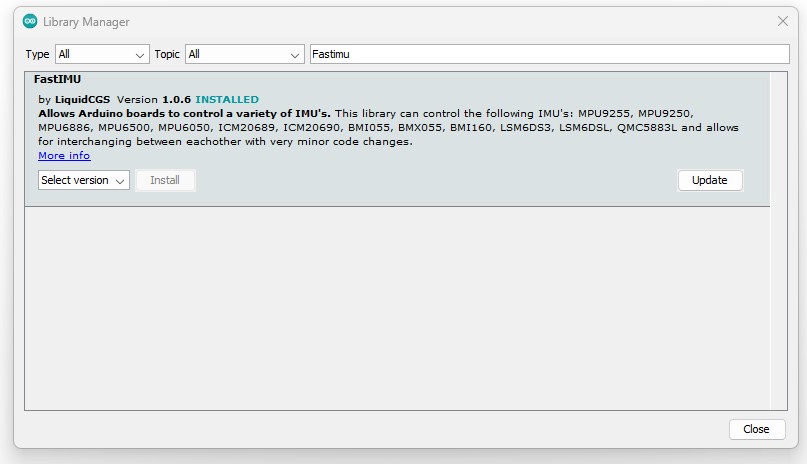 Library Manager
Type All Topic All Fastimu
FastIMU
by LiquidCGS Version 1.0.6 INSTALLED
Allows Arduino boards to control a variety of IMU's. This library can control the following IMU's: MPU9255, MPU9250,
MPU6886, MPU6500, MPU6050, ICM20689, ICM20690, BMI055, BMX055, BMI160, LSM6DS3, LSM6DSL, QMC5883L and allows
for interchanging between eachother with very minor code changes.
More info
Select version Install Update
Close